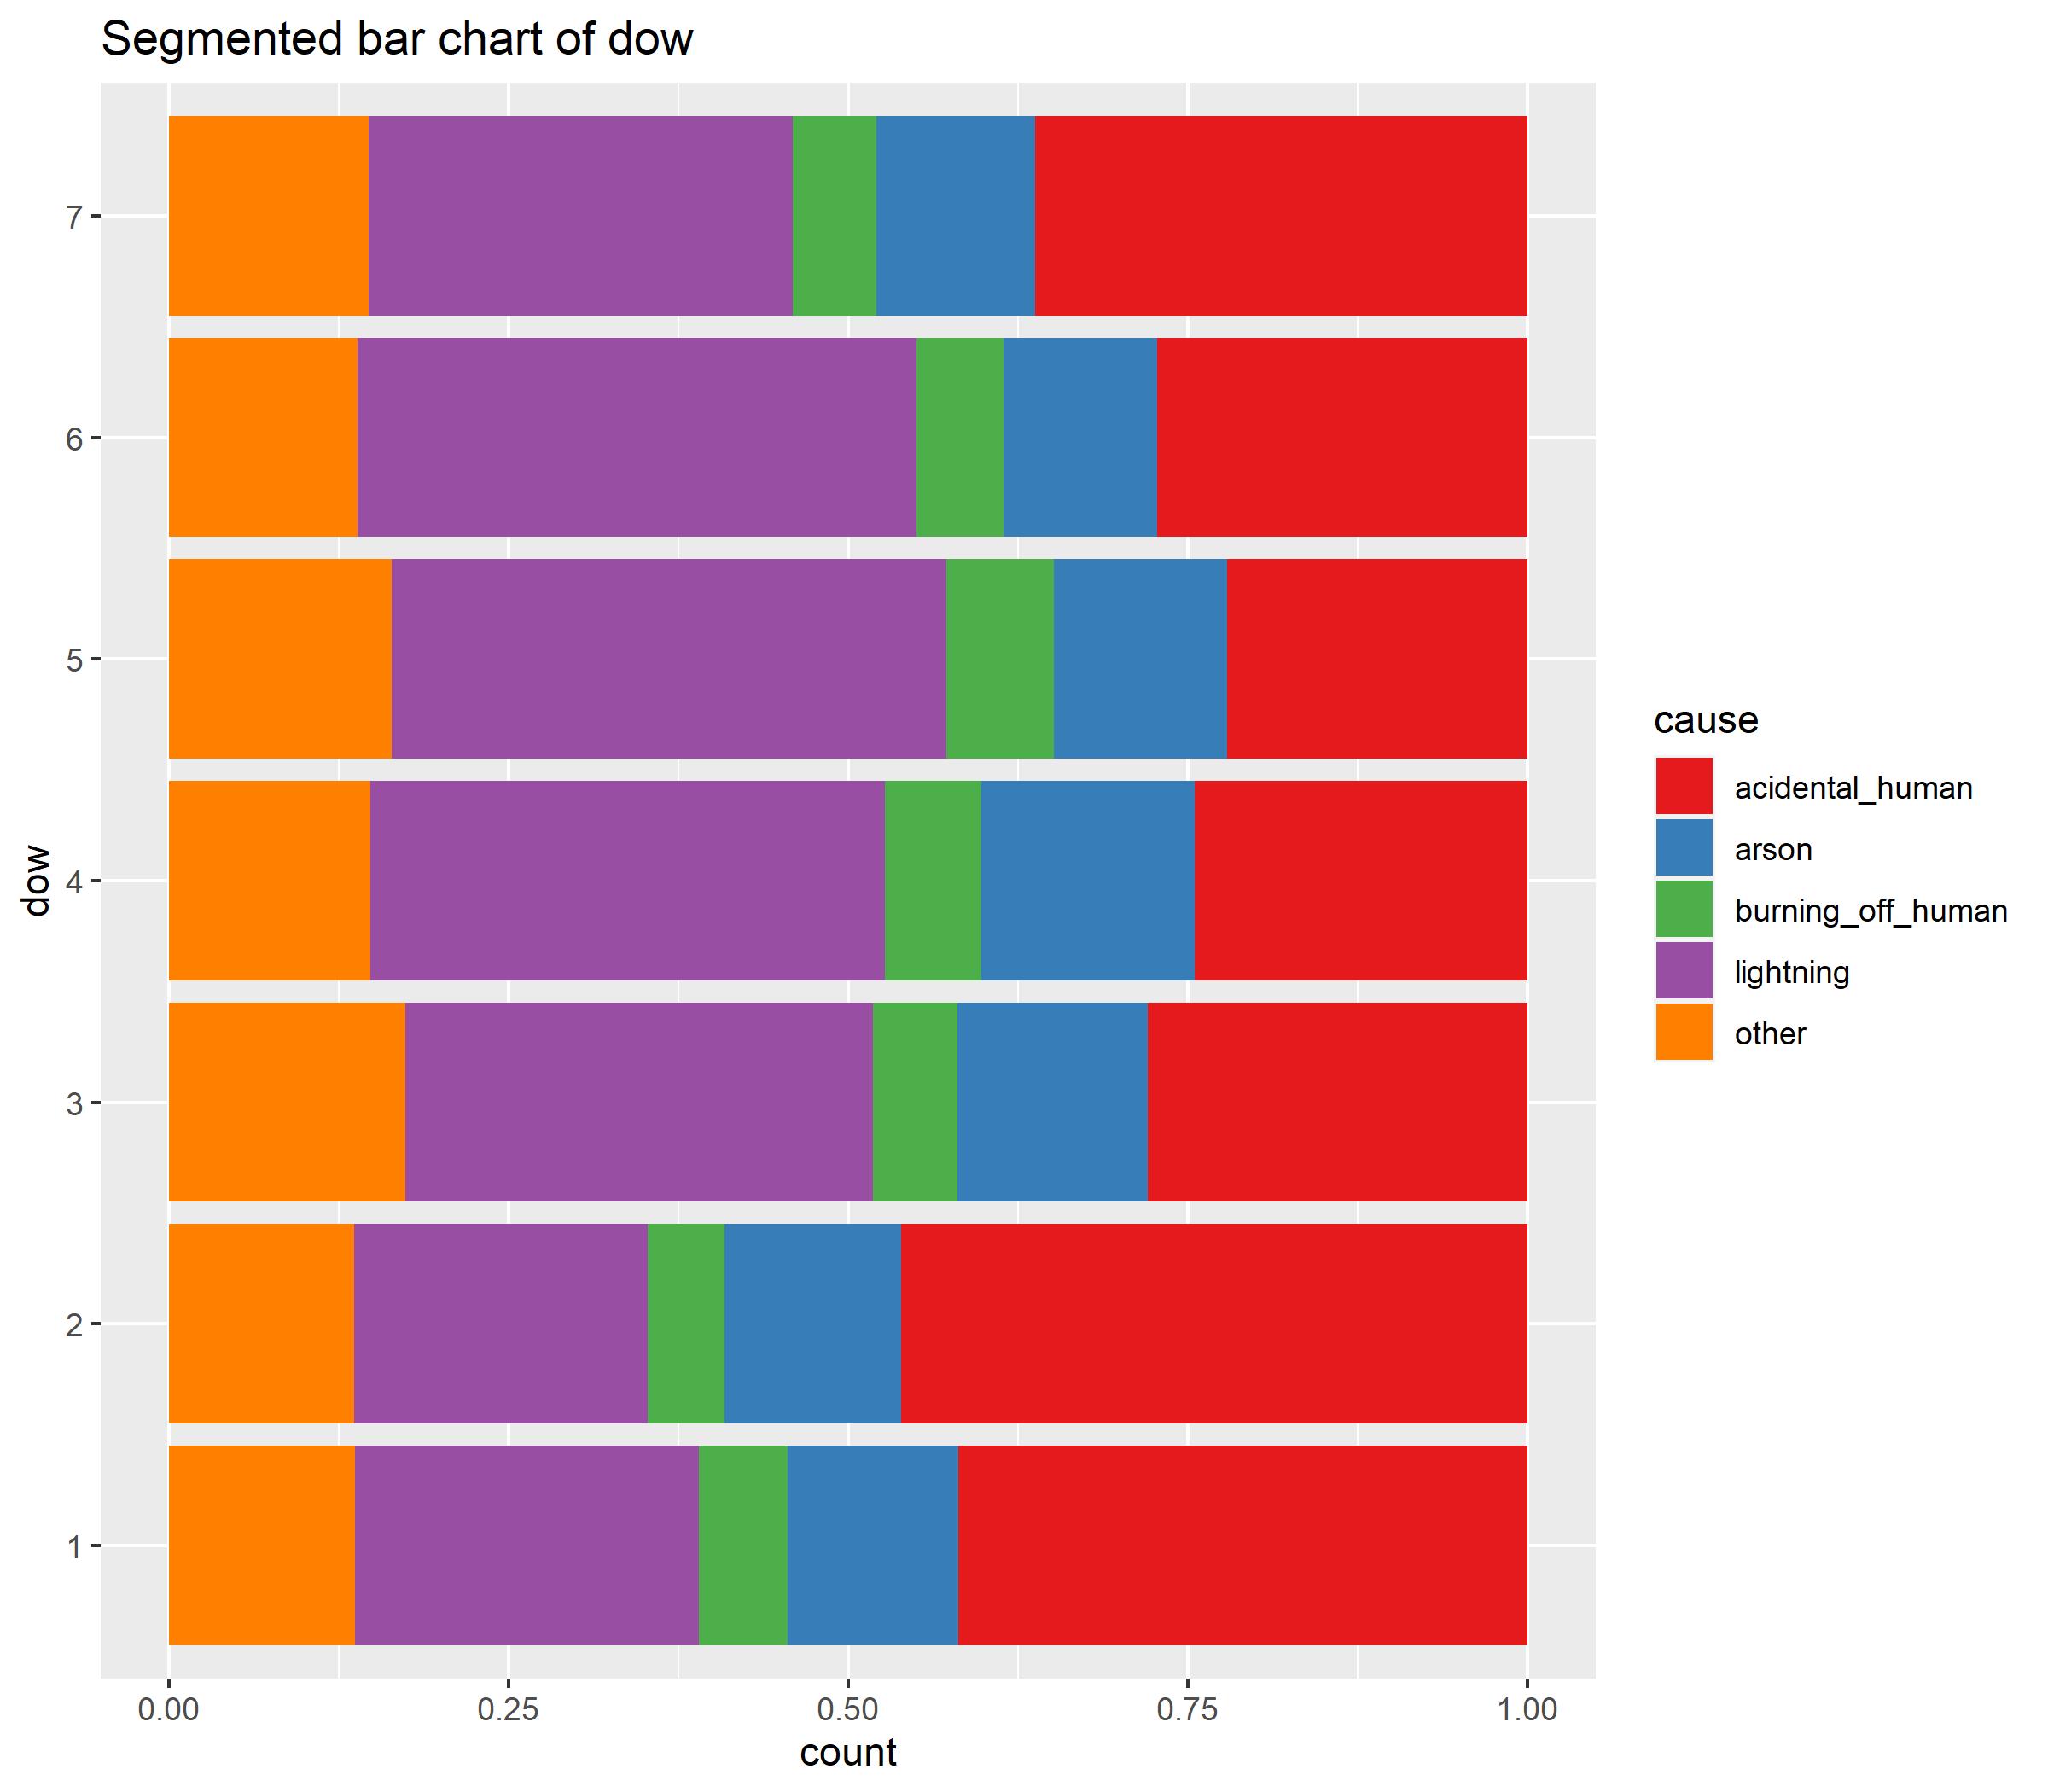 Segmented bar chart of dow
7
6
5
4
3
2
1
dow
0.00 0.25 0.50 0.75 1.00
count
cause
acidental_human
arson
burning_off_human
lightning
other